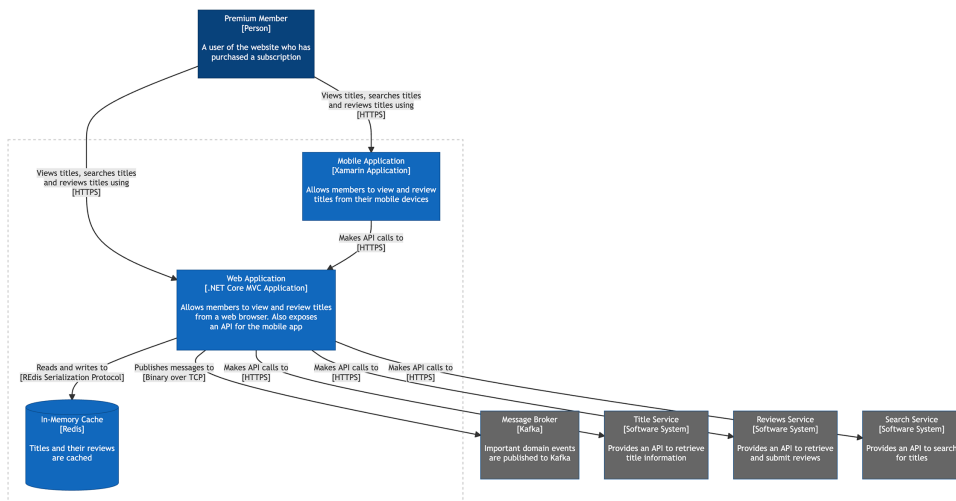 Premium Member
[Person]
A user of the website who has
purchased a subscription
Views titles, searches titles
and reviews titles using
[HTTPS]
Mobile Application
[Xamarin Application]
Allows members to view and review
titles from their mobile devices
Views titles, searches titles
and reviews titles using
[HTTPS]
Makes API calls to
[HTTPS]
Web Application
[.NET Core MVC Application]
Allows members to view and review titles
from a web browser. Also exposes
an API for the mobile app
Reads and writes to
[REdis Serialization Protocol]
Publishes messages to
[Binary over TCP]
Makes API calls to
[HTTPS]
Makes API calls to
[HTTPS]
Makes API calls to
[HTTPS]
In-Memory Cache
[Redis]
Titles and their reviews
are cached
Message Broker
[Kafka]
Important domain events
are published to Kafka
Title Service
[Software System]
Provides an API to retrieve
title information
Reviews Service
[Software System]
Provides an API to retrieve
and submit reviews
Search Service
[Software System]
Provides an API to search
for titles